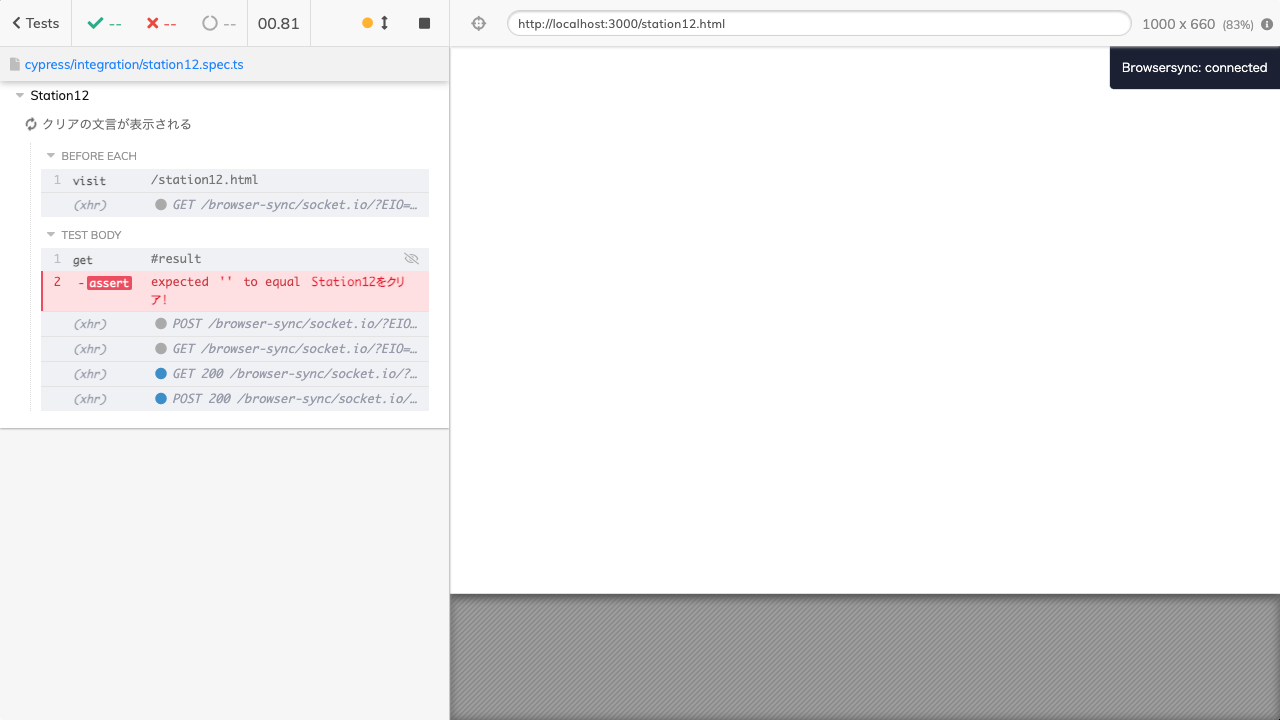 Tests
--
--
--
00.81
http://localhost:3000/station12.html
1000 x 660 (83%)
cypress/integration/station12.spec.ts
Browsersync: connected
Station12
クリアの文言が表示される
BEFORE EACH
1 visit /station12.html
(xhr) GET /browser-sync/socket.io/?EIO=…
TEST BODY
1 get #result
2 -assert expected '' to equal Station12をクリ
ア!
(xhr) POST /browser-sync/socket.io/?EIO…
(xhr) GET /browser-sync/socket.io/?EIO=…
(xhr) GET 200 /browser-sync/socket.io/?…
(xhr) POST 200 /browser-sync/socket.io/…